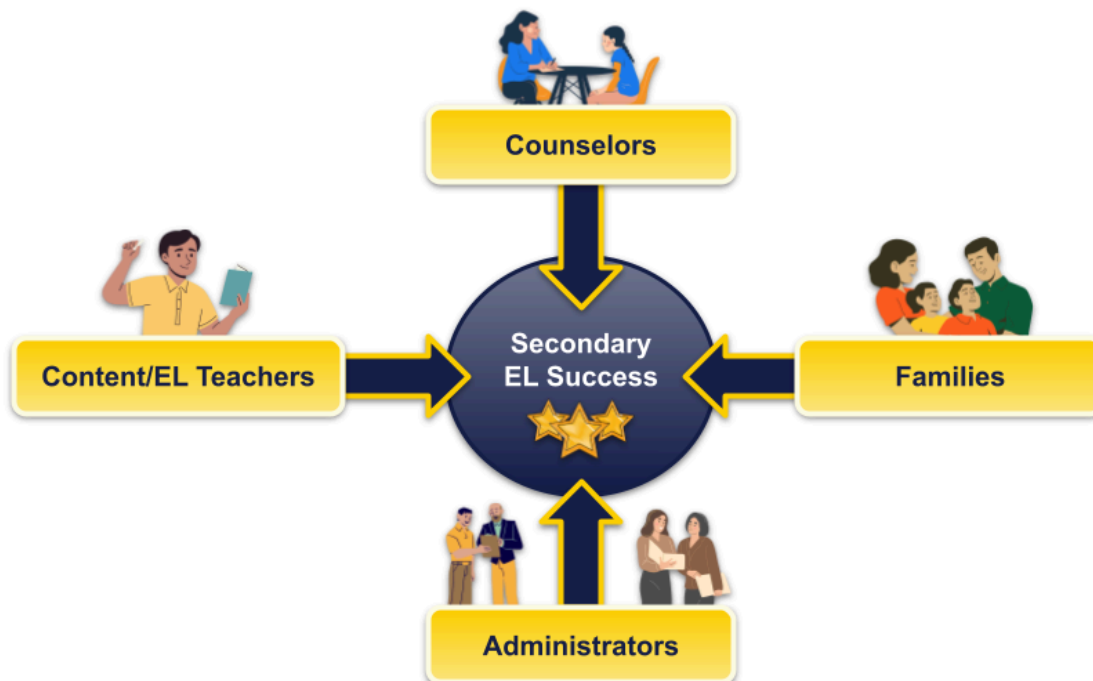 Counselors
Content/EL Teachers
Secondary
EL Success
Families
Administrators